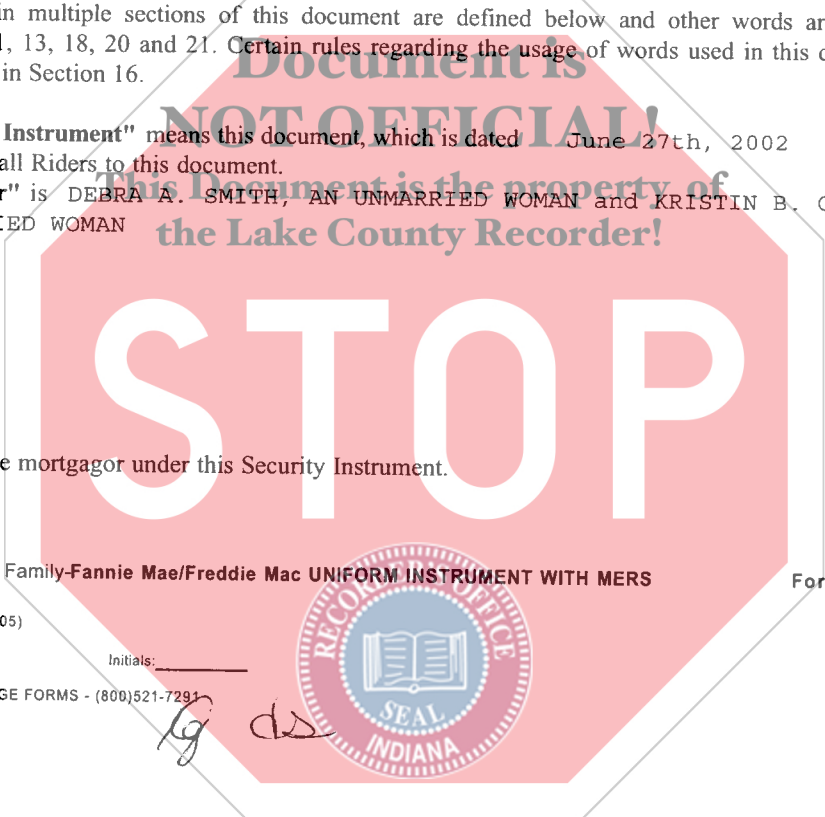 in multiple sections of this document are defined below and other words ar
, 13, 18, 20 and 21. Certain rules regarding the usage of words used in this
in Section 16.
Document is
NOT OFFICIAL!
Instrument" means this document, which is dated June 27th, 2002
all Riders to this document.
This Document is the property of
r" is DEBRA A. SMITH, AN UNMARRIED WOMAN and KRISTIN B.
IED WOMAN
the Lake County Recorder!
STOP
e mortgagor under this Security Instrument.
Family-Fannie Mae/Freddie Mac UNIFORM INSTRUMENT WITH MERS
For
05)
Initials:
GE FORMS - (800)521-7291
ds
RECORDER'S OFFICE
SEAL
INDIANA